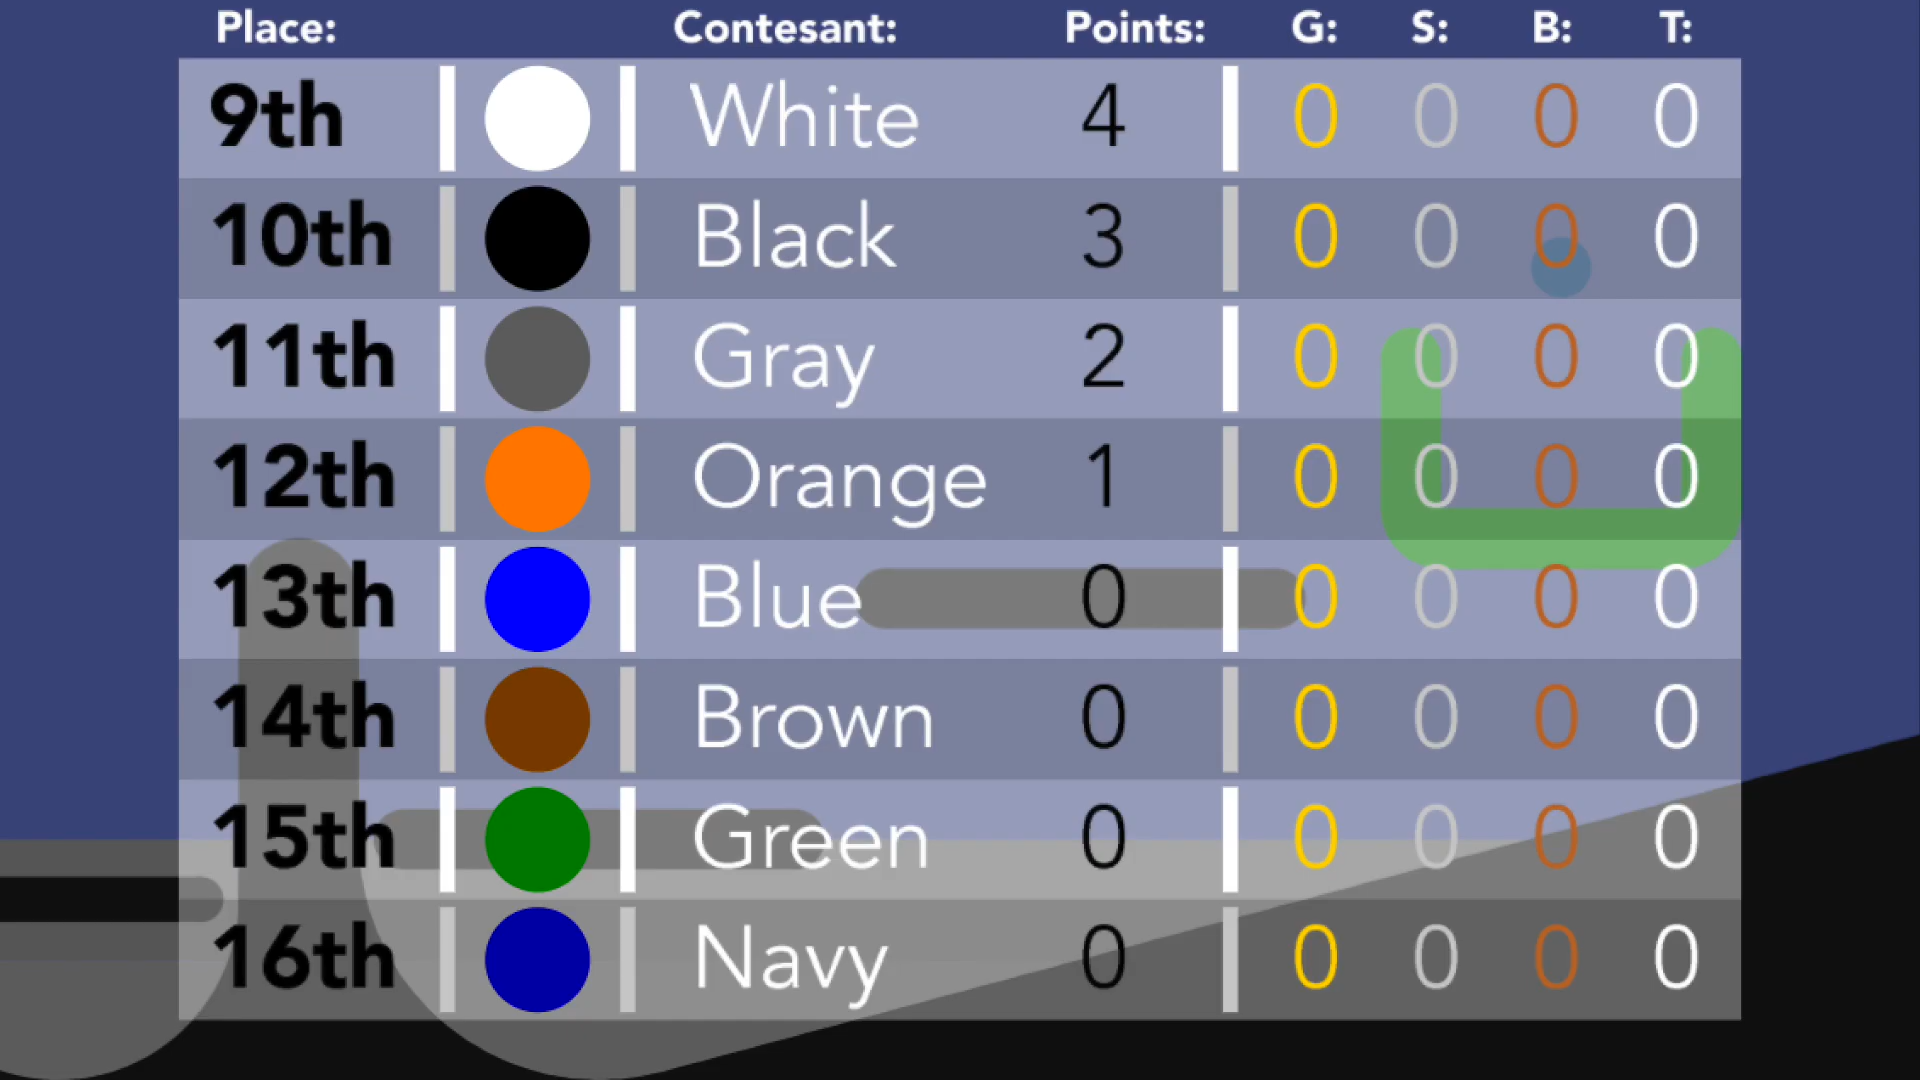 Place: Contesant: Points: G: S: B: T:
9th White 4 0 0 0 0
10th Black 3 0 0 0 0
11th Gray 2 0 0 0 0
12th Orange 1 0 0 0 0
13th Blue 0 0 0 0 0
14th Brown 0 0 0 0 0
15th Green 0 0 0 0 0
16th Navy 0 0 0 0 0